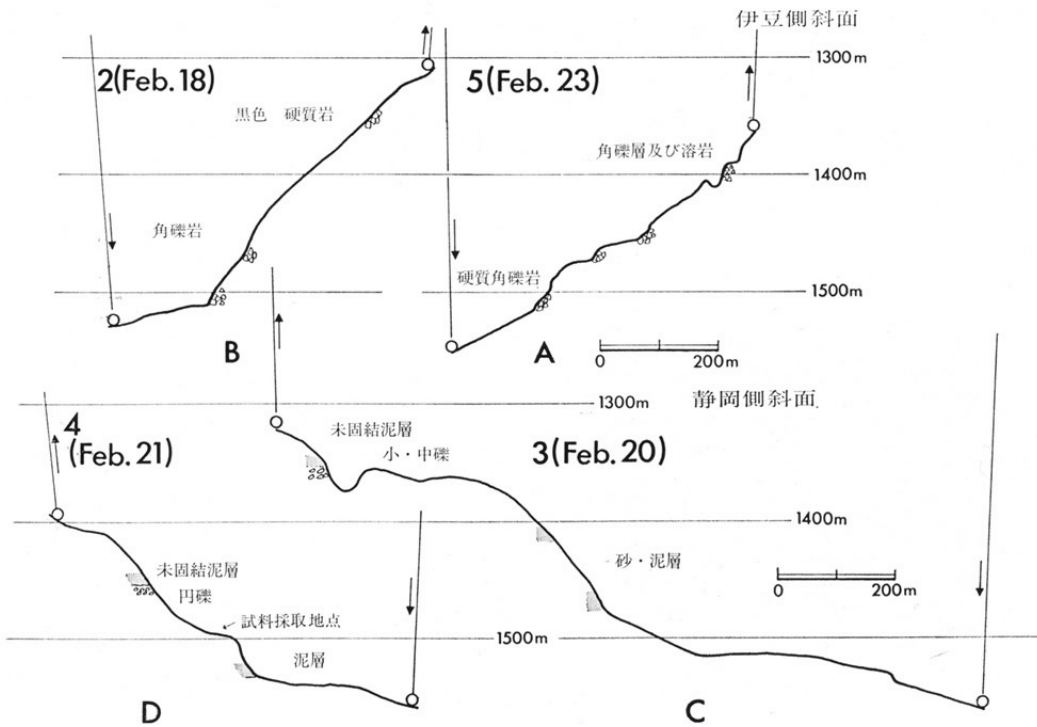 伊豆側斜面
1300m
2(Feb.18)
5(Feb.23)
黒色 硬質岩
角礫層及び溶岩
1400m
角礫岩
硬質角礫岩
1500m
B
A
0 200m
1300m
静岡側斜面
4
(Feb.21)
未固結泥層
小・中礫
3(Feb.20)
1400m
未固結泥層
円礫
砂・泥層
0 200m
試料採取地点
1500m
泥層
D
C